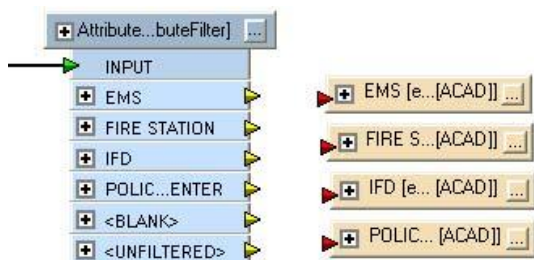 Attribute...buteFilter] ...
INPUT
EMS
FIRE STATION
IFD
POLIC...ENTER
<BLANK>
<UNFILTERED>
EMS [e...[ACAD]] ...
FIRE S...[ACAD]] ...
IFD [e... [ACAD]] ...
POLIC... [ACAD]] ...